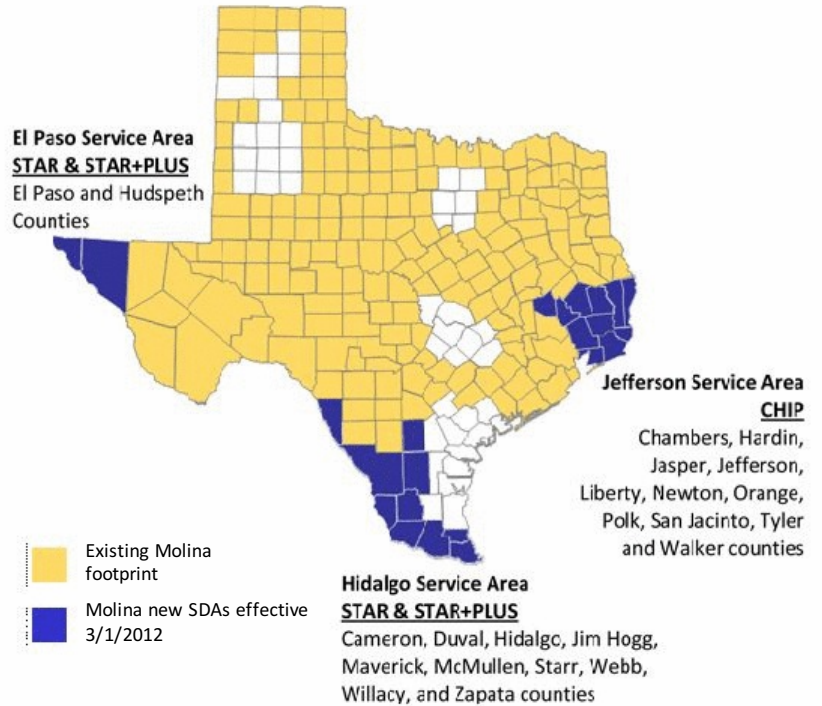 El Paso Service Area
STAR & STAR+PLUS
El Paso and Hudspeth
Counties
Jefferson Service Area
CHIP
Chambers, Hardin,
Jasper, Jefferson,
Liberty, Newton, Orange,
Polk, San Jacinto, Tyler
and Walker counties
Existing Molina
footprint
Molina new SDAs effective
3/1/2012
Hidalgo Service Area
STAR & STAR+PLUS
Cameron, Duval, Hidalgo, Jim Hogg,
Maverick, McMullen, Starr, Webb,
Willacy, and Zapata counties